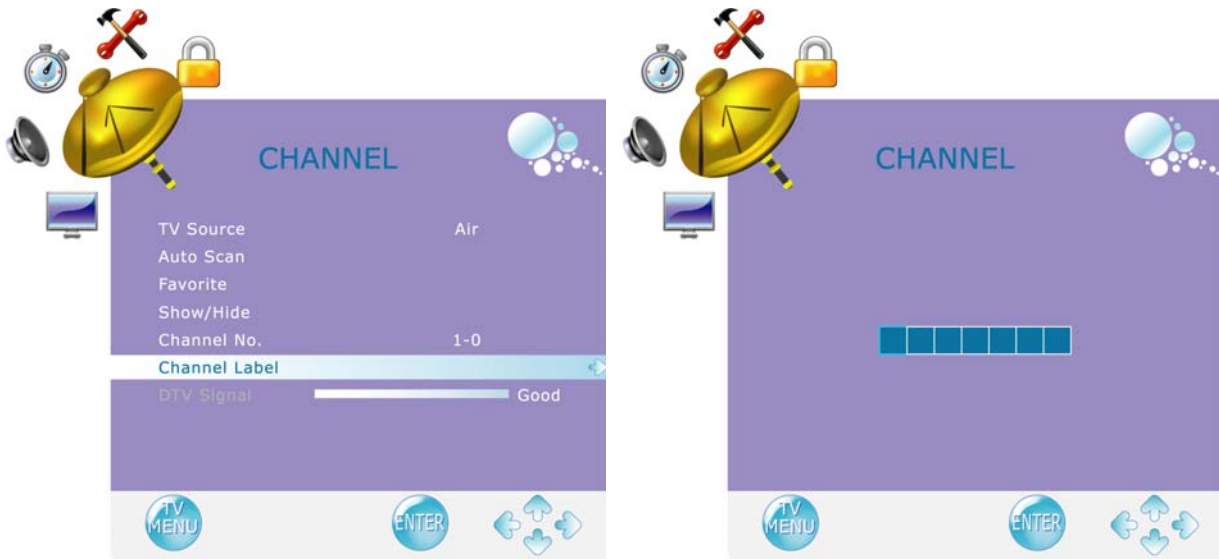 CHANNEL
TV Source Air
Auto Scan
Favorite
Show/Hide
Channel No. 1-0
Channel Label
DTV Signal Good
TV
MENU
ENTER
CHANNEL
TV
MENU
ENTER